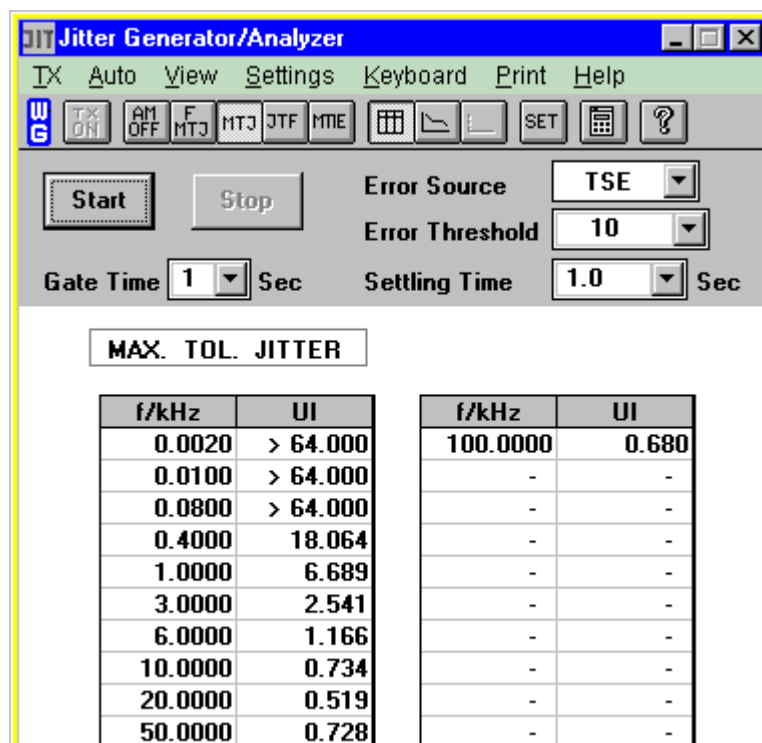 JIT Jitter Generator/Analyzer
TX Auto View Settings Keyboard Print Help
WG TX ON AM OFF F MTJ MTJ JTF MTIE SET ?
Start Stop Error Source TSE
Error Threshold 10
Gate Time 1 Sec Settling Time 1.0 Sec
MAX. TOL. JITTER
f/kHz UI f/kHz UI
0.0020 > 64.000 100.0000 0.680
0.0100 > 64.000 - -
0.0800 > 64.000 - -
0.4000 18.064 - -
1.0000 6.689 - -
3.0000 2.541 - -
6.0000 1.166 - -
10.0000 0.734 - -
20.0000 0.519 - -
50.0000 0.728 - -